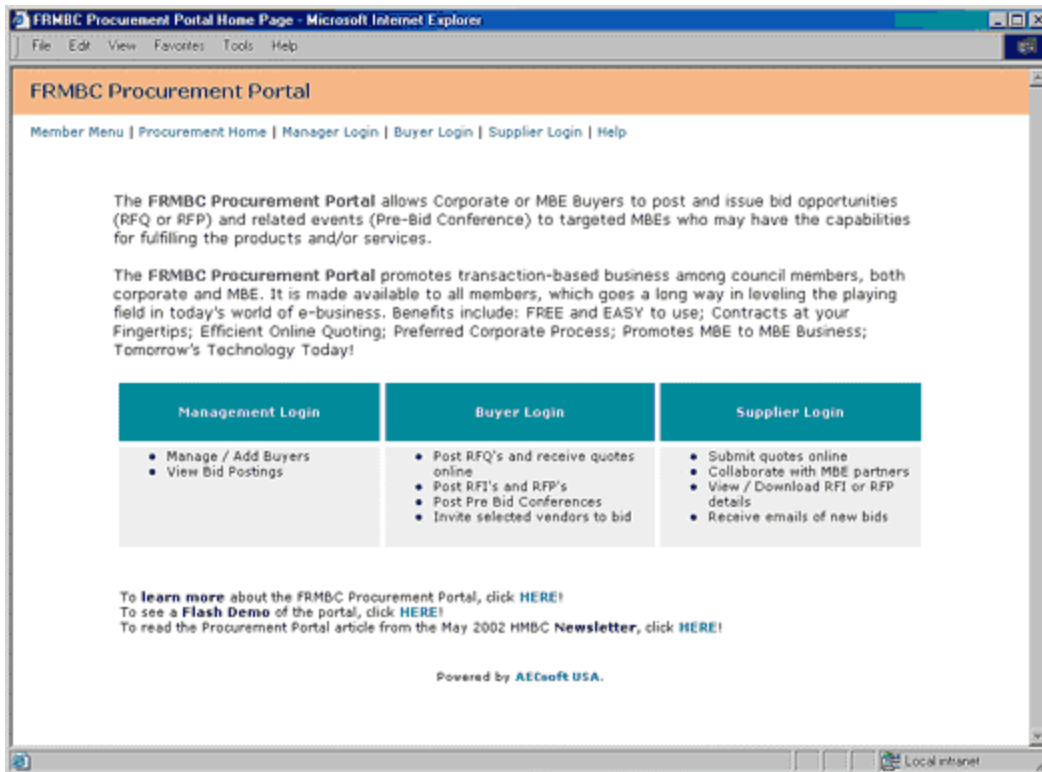 FRMBC Procurement Portal Home Page - Microsoft Internet Explorer
File Edit View Favorites Tools Help
FRMBC Procurement Portal
Member Menu | Procurement Home | Manager Login | Buyer Login | Supplier Login | Help
The FRMBC Procurement Portal allows Corporate or MBE Buyers to post and issue bid opportunities
(RFQ or RFP) and related events (Pre-Bid Conference) to targeted MBEs who may have the capabilities
for fulfilling the products and/or services.
The FRMBC Procurement Portal promotes transaction-based business among council members, both
corporate and MBE. It is made available to all members, which goes a long way in leveling the playing
field in today's world of e-business. Benefits include: FREE and EASY to use; Contracts at your
Fingertips; Efficient Online Quoting; Preferred Corporate Process; Promotes MBE to MBE Business;
Tomorrow's Technology Today!
Management Login
• Manage / Add Buyers
• View Bid Postings
Buyer Login
• Post RFQ's and receive quotes
online
• Post RFI's and RFP's
• Post Pre Bid Conferences
• Invite selected vendors to bid
Supplier Login
• Submit quotes online
• Collaborate with MBE partners
• View / Download RFI or RFP
details
• Receive emails of new bids
To learn more about the FRMBC Procurement Portal, click HERE!
To see a Flash Demo of the portal, click HERE!
To read the Procurement Portal article from the May 2002 HMBC Newsletter, click HERE!
Powered by AECsoft USA.
Local intranet